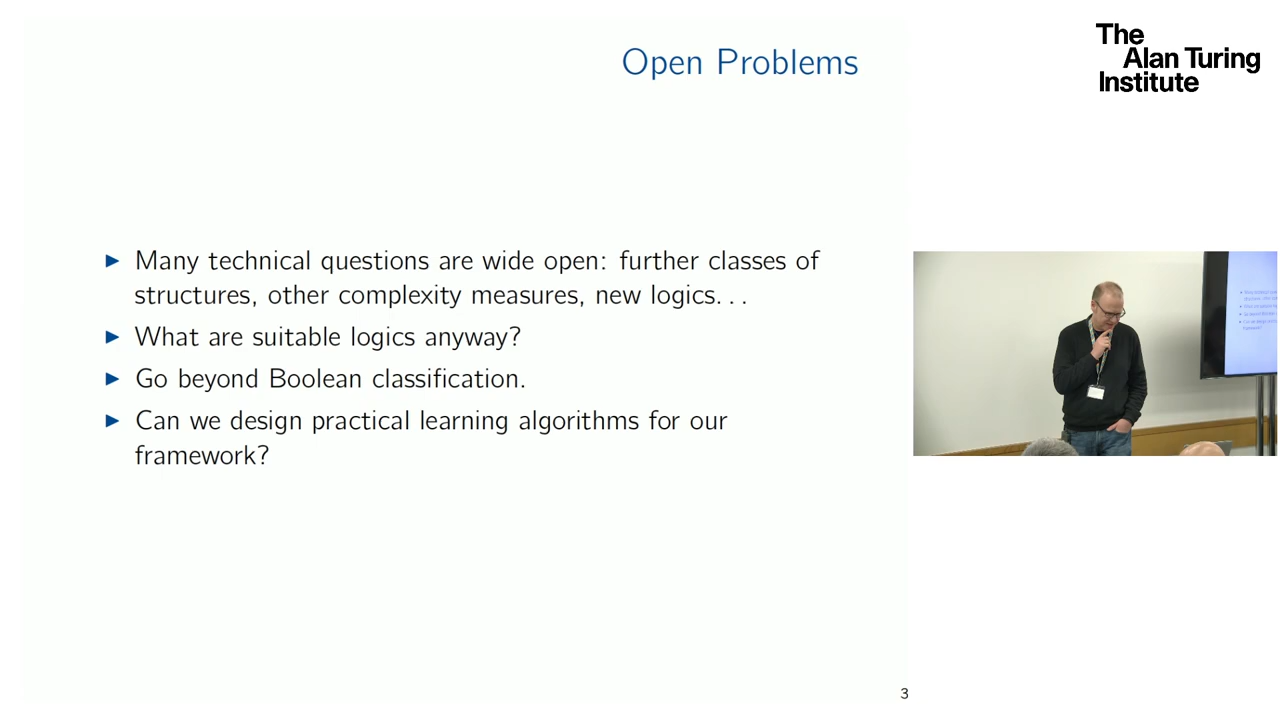 Open Problems
▶ Many technical questions are wide open: further classes of
structures, other complexity measures, new logics. . .
▶ What are suitable logics anyway?
▶ Go beyond Boolean classification.
▶ Can we design practical learning algorithms for our
framework?
3
The
Alan Turing
Institute